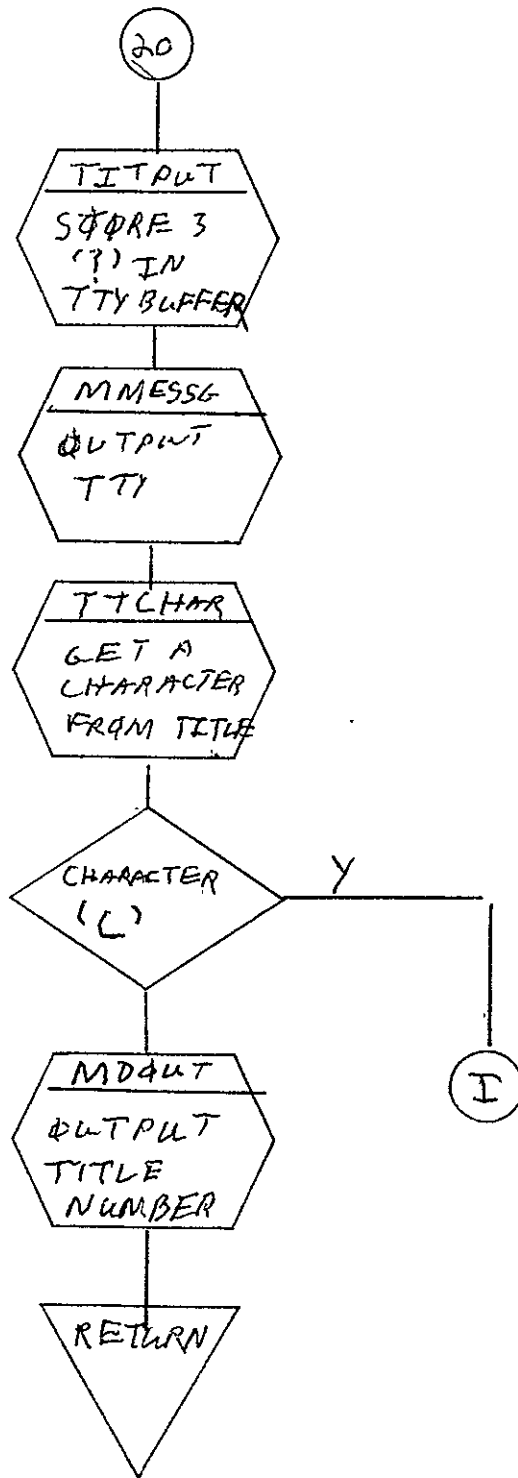 20
TITPUT
STØRE 3
(?) IN
TTY BUFFER
MMESSG
ØUTPUT
TTY
TTCHAR
GET A
CHARACTER
FRØM TITLE
CHARACTER
(C)
Y
I
MDØUT
ØUTPUT
TITLE
NUMBER
RETURN